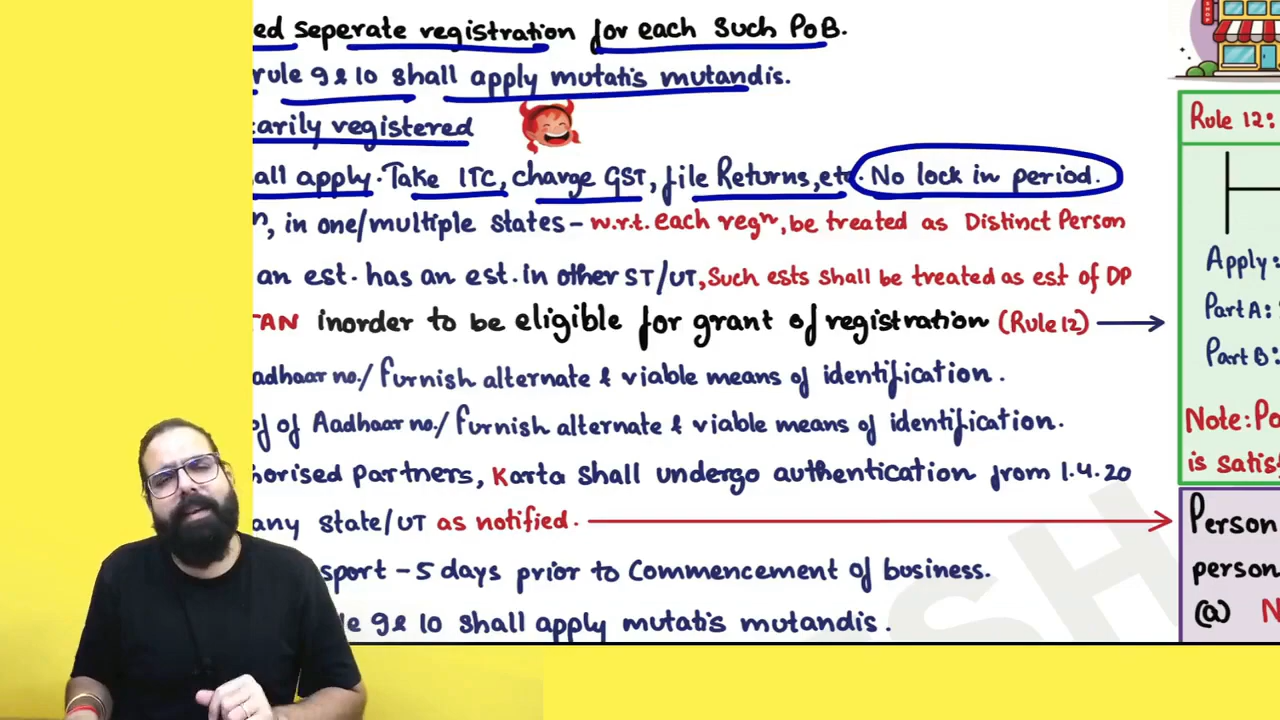 ed seperate registration for each Such PoB.
rule 9 & 10 shall apply mutatis mutandis.
arily registered
all apply. Take ITC, charge GST, file Returns, etc. No lock in period.
n, in one/multiple states - w.r.t. each regn, be treated as Distinct Person
an est. has an est. in other ST/UT, Such ests shall be treated as est of DP
TAN inorder to be eligible for grant of registration (Rule 12)
adhaar no./ furnish alternate & viable means of identification.
of of Aadhaar no./ furnish alternate & viable means of identification.
horised partners, Karta shall undergo authentication from 1.4.20
any state/UT as notified.
sport - 5 days prior to Commencement of business.
le 9 & 10 shall apply mutatis mutandis.
SHOP
Rule 12:
Apply:
Part A:
Part B:
Note: Po
is satis
Person
person
@ N
SH